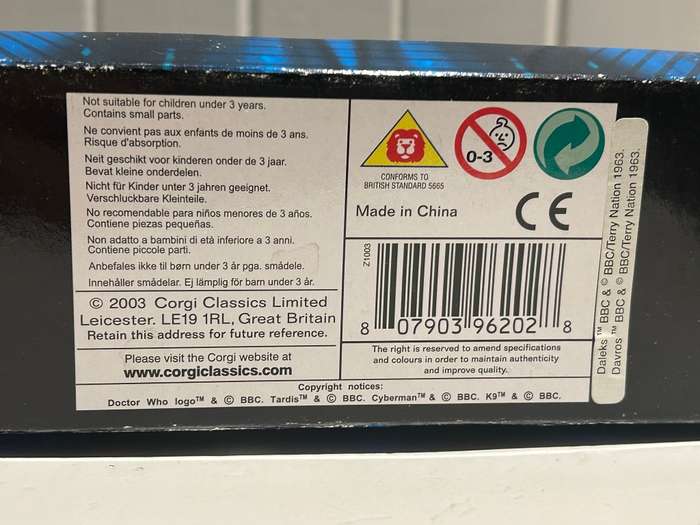 Not suitable for children under 3 years.
Contains small parts.
Ne convient pas aux enfants de moins de 3 ans.
Risque d'absorption.
Neit geschikt voor kinderen onder de 3 jaar.
Bevat kleine onderdelen.
Nicht für Kinder unter 3 jahren geeignet.
Verschluckbare Kleinteile.
No recomendable para niños menores de 3 años.
Contiene piezas pequeñas.
Non adatto a bambini di età inferiore a 3 anni.
Contiene piccole parti.
Anbefales ikke til børn under 3 år pga. smådele.
Innehåller smådelar. Ej lämplig för barn under 3 år.
© 2003 Corgi Classics Limited
Leicester. LE19 1RL, Great Britain
Retain this address for future reference.
Please visit the Corgi website at
www.corgiclassics.com
CONFORMS TO
BRITISH STANDARD 5665
0-3
Made in China
CE
Z1003
8 07903 96202 8
The right is reserved to amend specifications
and colours in order to maintain authenticity
and improve quality.
Copyright notices:
Doctor Who logo™ & © BBC. Tardis™ & © BBC. Cyberman™ & © BBC. K9™ & © BBC.
Daleks ™ BBC & © BBC/Terry Nation 1963.
Davros ™ BBC & © BBC/Terry Nation 1963.